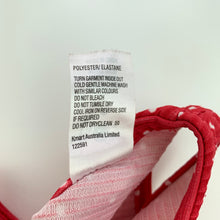 POLYESTER/ ELASTANE
TURN GARMENT INSIDE OUT
COLD GENTLE MACHINE WASH
WITH SIMILAR COLOURS
DO NOT BLEACH
DO NOT TUMBLE DRY
COOL IRON ON REVERSE SIDE
IF REQUIRED
DO NOT DRYCLEAN
Kmart Australia Limited.
122591